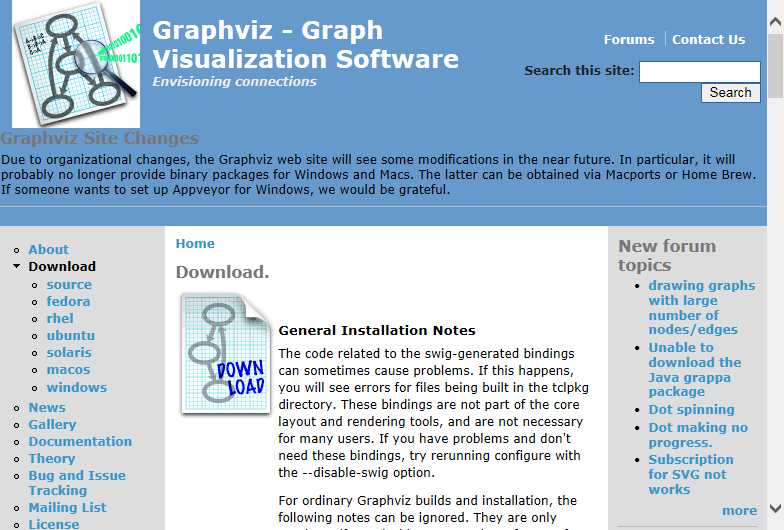 Graphviz - Graph
Visualization Software
Envisioning connections
Forums
Contact Us
Search this site:
Search
Graphviz Site Changes
Due to organizational changes, the Graphviz web site will see some modifications in the near future. In particular, it will
probably no longer provide binary packages for Windows and Macs. The latter can be obtained via Macports or Home Brew.
If someone wants to set up Appveyor for Windows, we would be grateful.
About
Download
source
fedora
rhel
ubuntu
solaris
macos
windows
News
Gallery
Documentation
Theory
Bug and Issue
Tracking
Mailing List
License
Home
Download.
DOWN
LOAD
General Installation Notes
The code related to the swig-generated bindings
can sometimes cause problems. If this happens,
you will see errors for files being built in the tclpkg
directory. These bindings are not part of the core
layout and rendering tools, and are not necessary
for many users. If you have problems and don't
need these bindings, try rerunning configure with
the --disable-swig option.
For ordinary Graphviz builds and installation, the
following notes can be ignored. They are only
New forum
topics
drawing graphs
with large
number of
nodes/edges
Unable to
download the
Java grappa
package
Dot spinning
Dot making no
progress.
Subscription
for SVG not
works
more